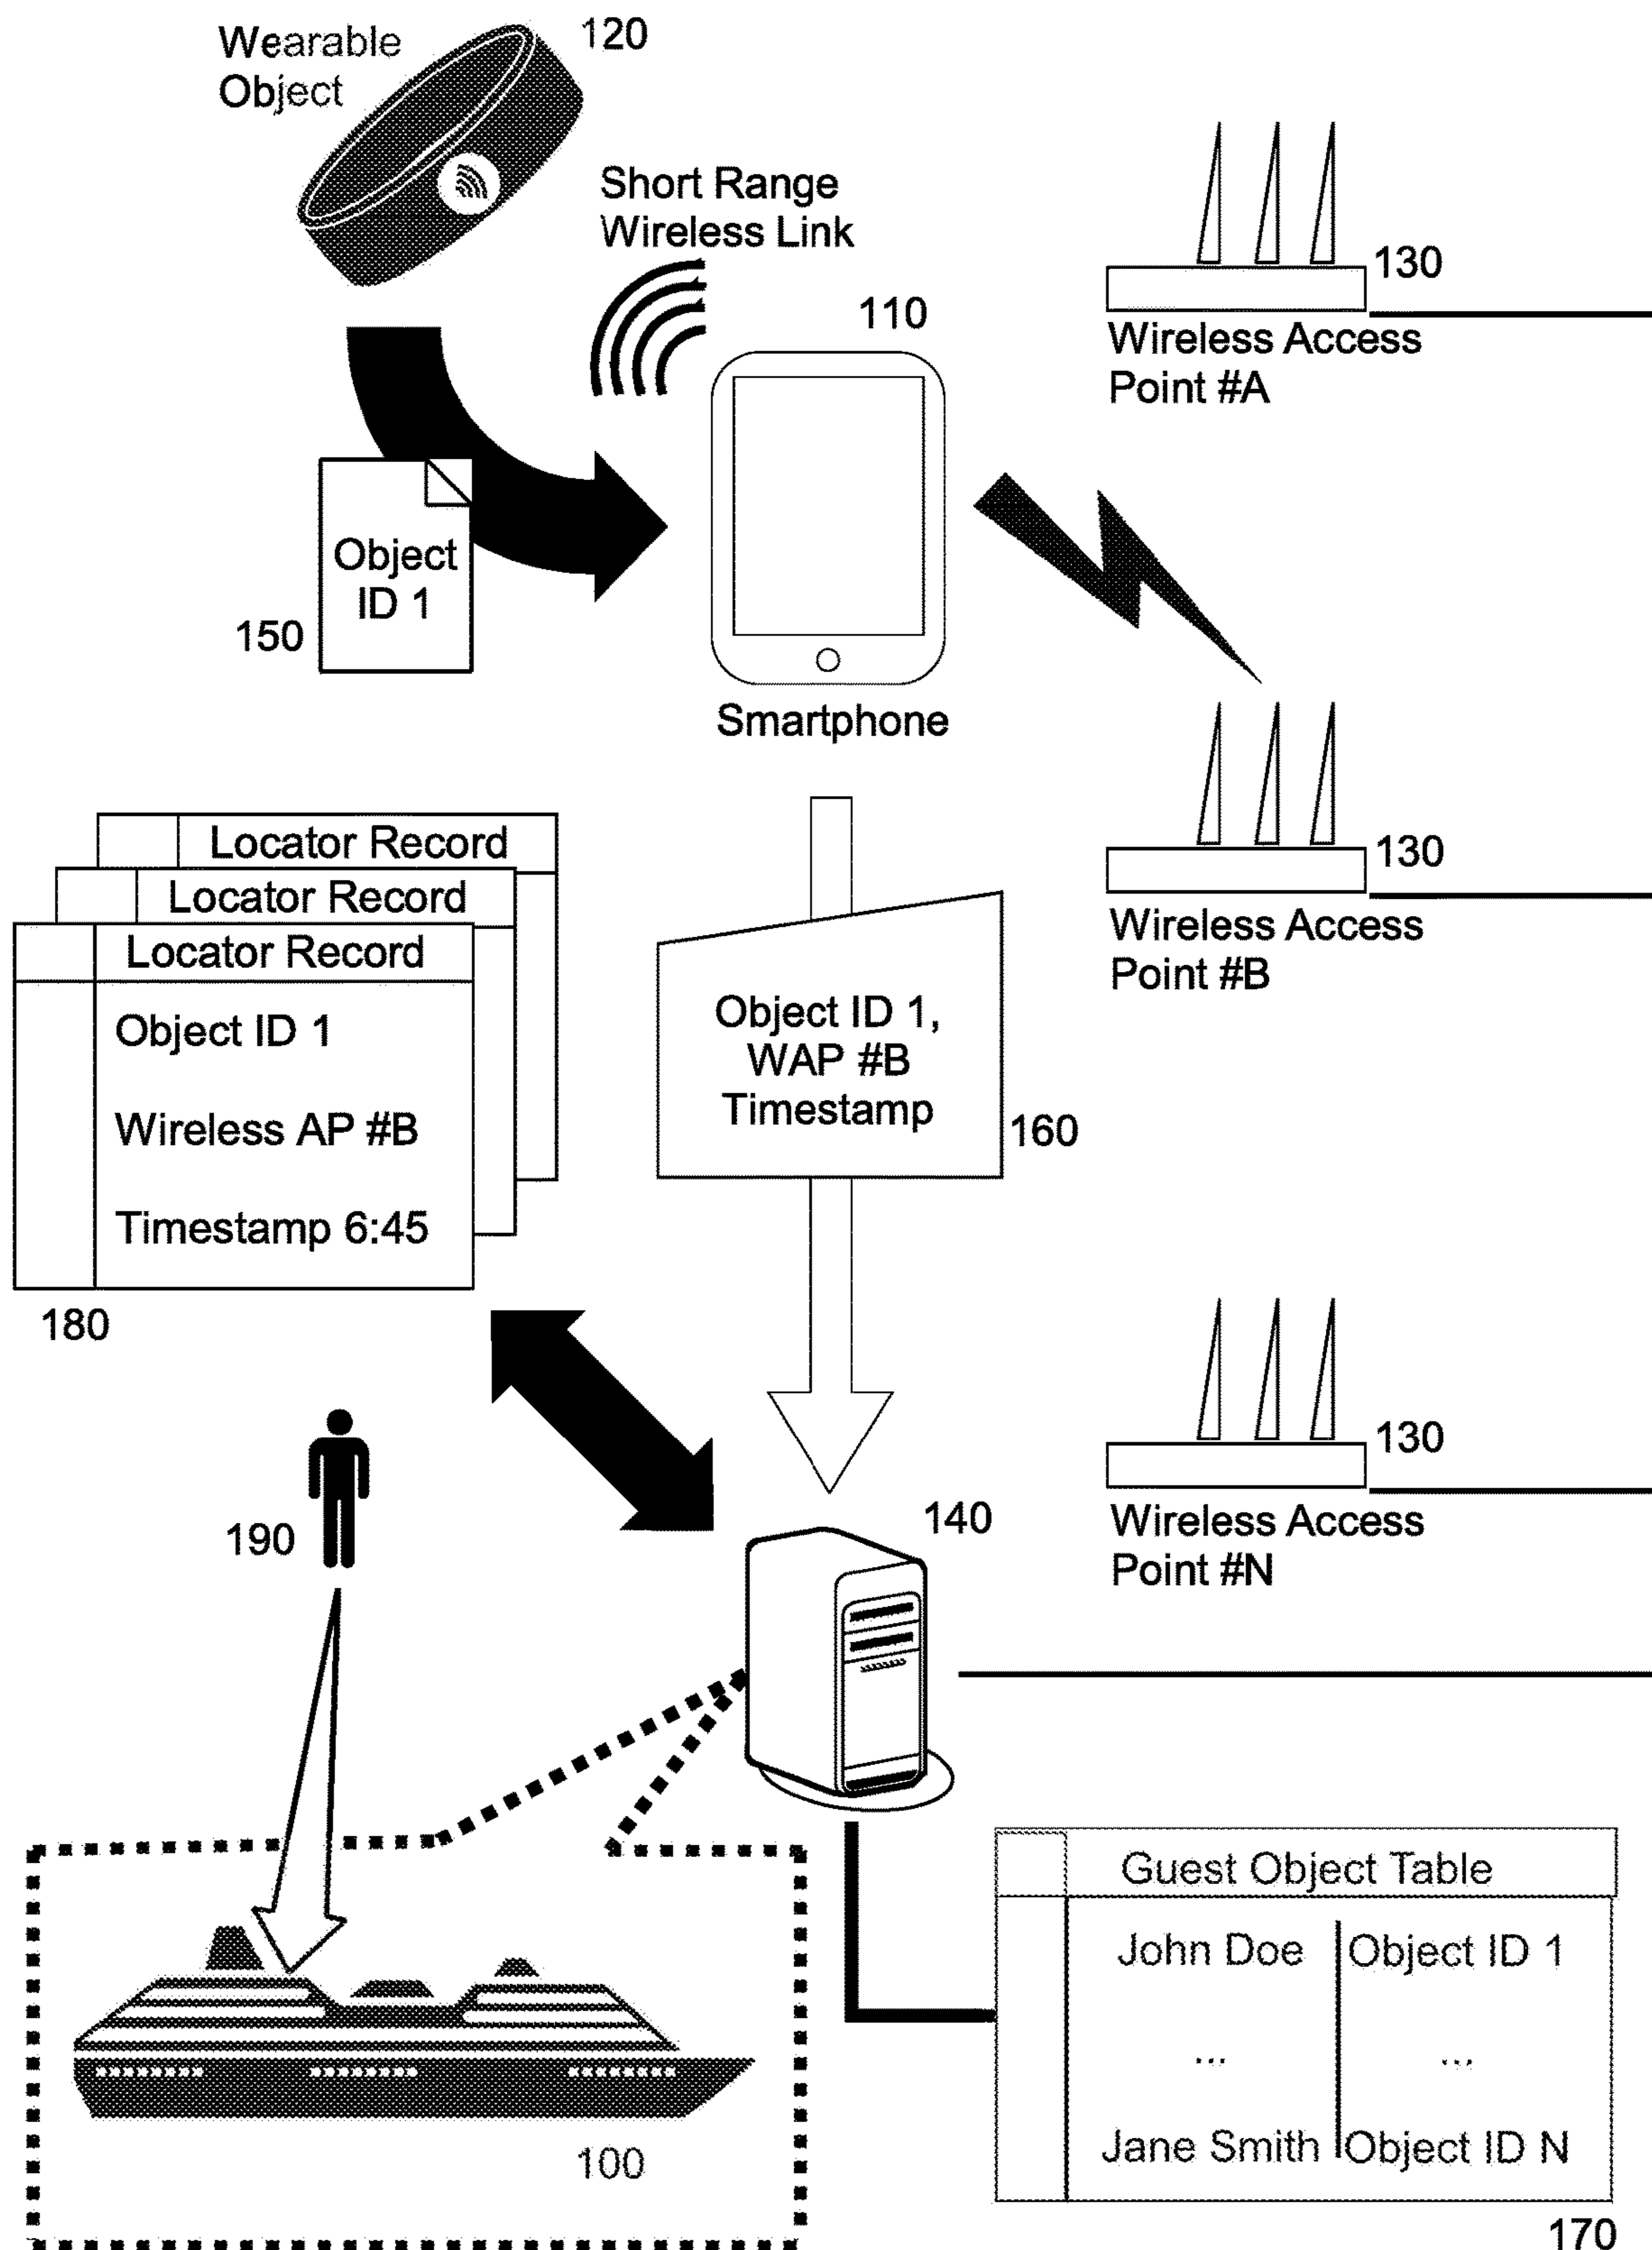 Wearable
Object
120
Short Range
Wireless Link
110
130
Wireless Access
Point #A
Object
ID 1
150
Smartphone
130
Wireless Access
Point #B
Locator Record
Locator Record
Locator Record
Object ID 1
Wireless AP #B
Timestamp 6:45
180
Object ID 1,
WAP #B
Timestamp
160
130
Wireless Access
Point #N
190
140
100
Guest Object Table
John Doe Object ID 1
... ...
Jane Smith Object ID N
170